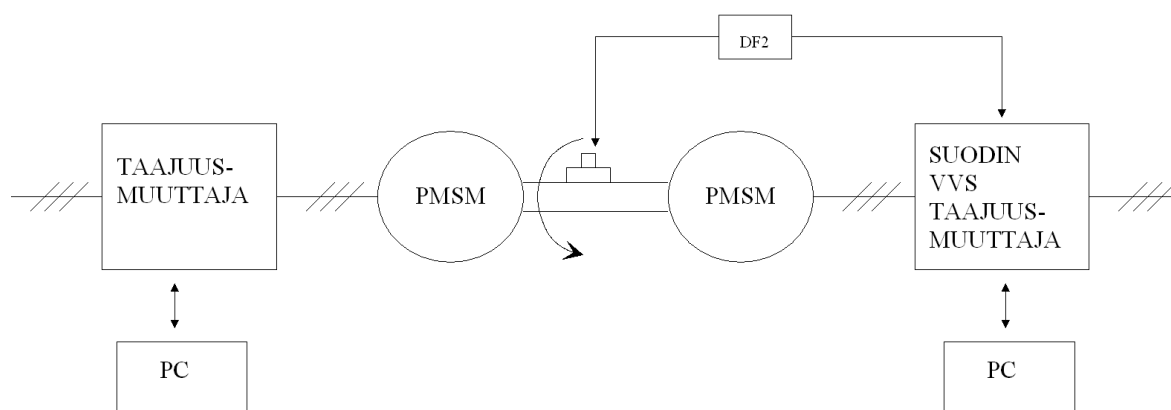 DF2
TAAJUUS-
MUUTTAJA
PMSM
PMSM
SUODIN
VVS
TAAJUUS-
MUUTTAJA
PC
PC